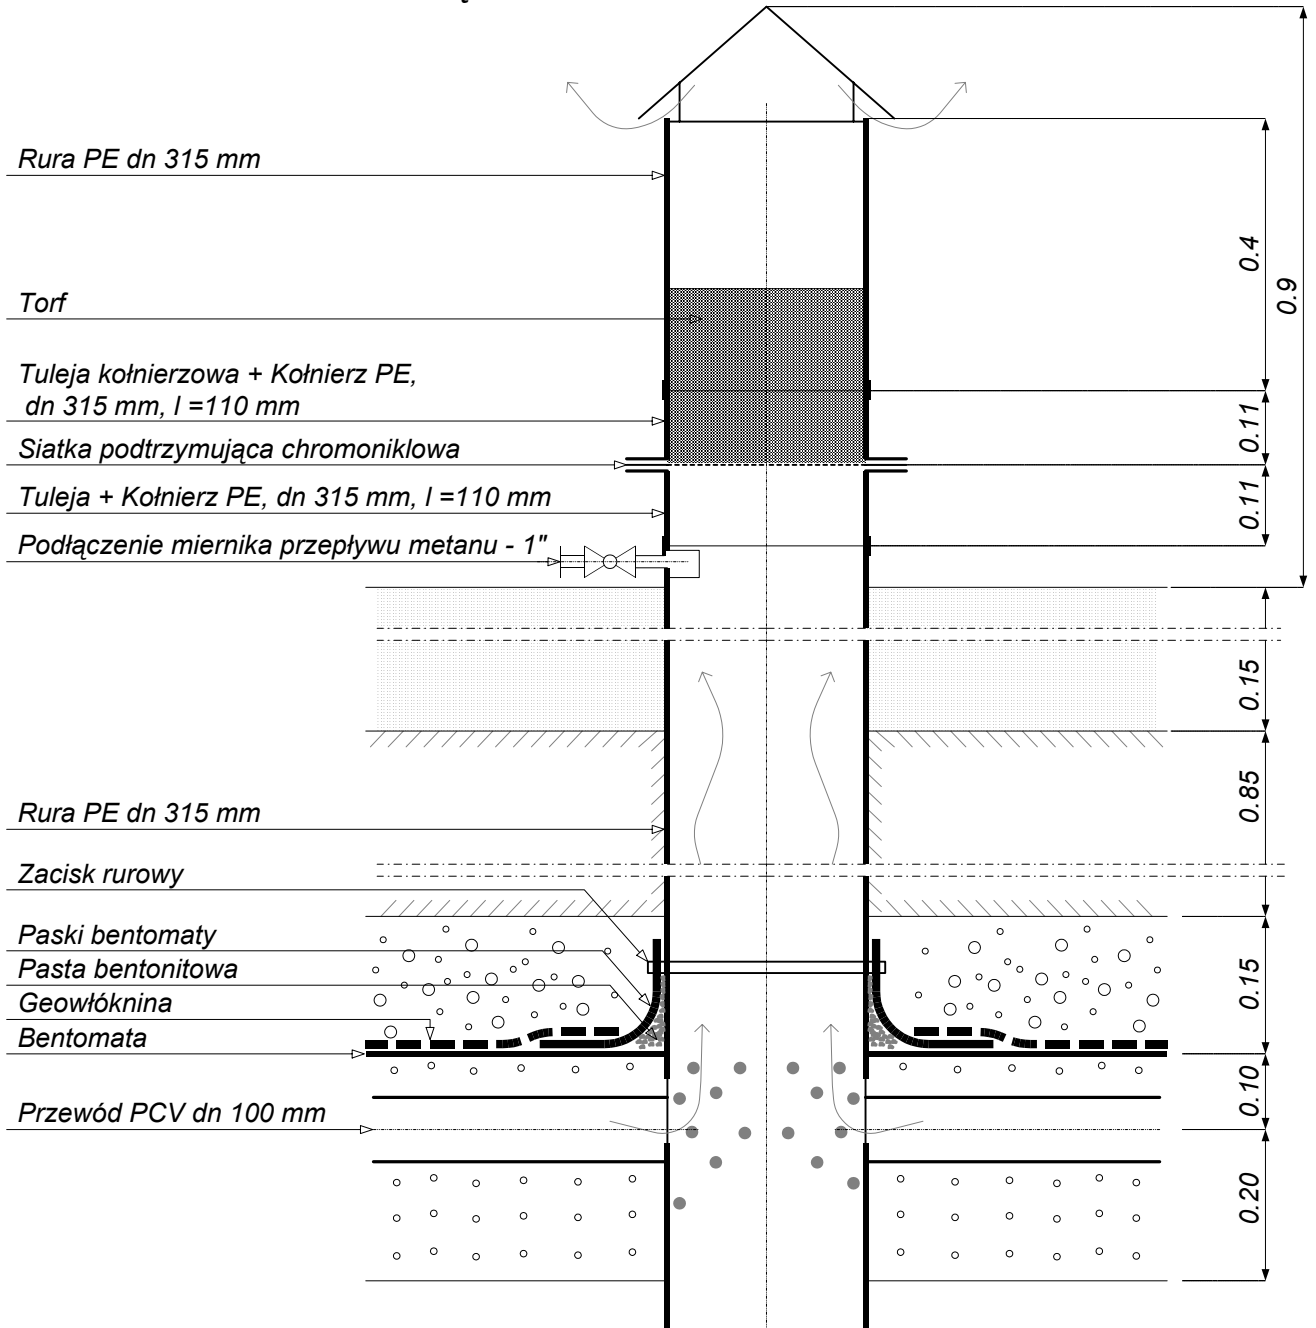 Rura PE dn 315 mm
Torf
Tuleja kołnierzowa + Kołnierz PE,
dn 315 mm, l =110 mm
Siatka podtrzymująca chromoniklowa
Tuleja + Kołnierz PE, dn 315 mm, l =110 mm
Podłączenie miernika przepływu metanu - 1"
Rura PE dn 315 mm
Zacisk rurowy
Paski bentomaty
Pasta bentonitowa
Geowłóknina
Bentomata
Przewód PCV dn 100 mm
0.4
0.9
0.11
0.11
0.15
0.85
0.15
0.10
0.20